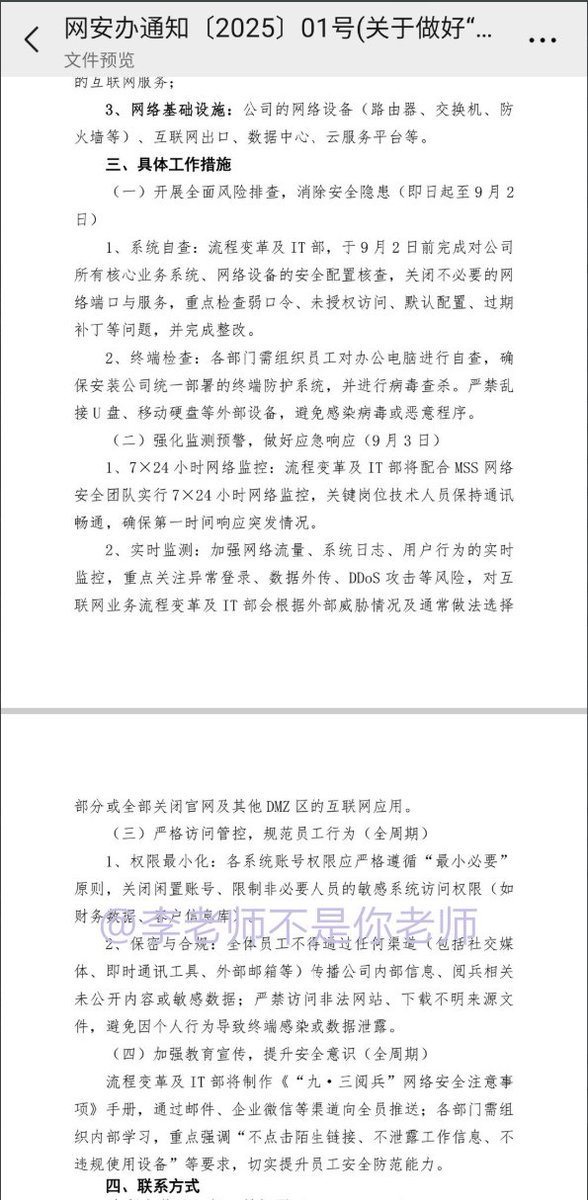 网安办通知〔2025〕01号(关于做好“...
文件预览
的互联网服务；
3、网络基础设施：公司的网络设备（路由器、交换机、防
火墙等）、互联网出口、数据中心、云服务平台等。
三、具体工作措施
（一）开展全面风险排查，消除安全隐患（即日起至9月2
日）
1、系统自查：流程变革及IT部，于9月2日前完成对公司
所有核心业务系统、网络设备的安全配置核查，关闭不必要的网
络端口与服务，重点检查弱口令、未授权访问、默认配置、过期
补丁等问题，并完成整改。
2、终端检查：各部门需组织员工对办公电脑进行自查，确
保安装公司统一部署的终端防护系统，并进行病毒查杀。严禁乱
接U盘、移动硬盘等外部设备，避免感染病毒或恶意程序。
（二）强化监测预警，做好应急响应（9月3日）
1、7×24小时网络监控：流程变革及IT部将配合MSS网络
安全团队实行7×24小时网络监控，关键岗位技术人员保持通讯
畅通，确保第一时间响应突发情况。
2、实时监测：加强网络流量、系统日志、用户行为的实时
监控，重点关注异常登录、数据外传、DDoS攻击等风险，对互
联网业务流程变革及IT部会根据外部威胁情况及通常做法选择
部分或全部关闭官网及其他DMZ区的互联网应用。
（三）严格访问管控，规范员工行为（全周期）
1、权限最小化：各系统账号权限应严格遵循“最小必要”
原则，关闭闲置账号、限制非必要人员的敏感系统访问权限（如
财务数据、客户信息库）
@李老师不是你老师
2、保密与合规：全体员工不得通过任何渠道（包括社交媒
体、即时通讯工具、外部邮箱等）传播公司内部信息、阅兵相关
未公开内容或敏感数据；严禁访问非法网站、下载不明来源文
件，避免因个人行为导致终端感染或数据泄露。
（四）加强教育宣传，提升安全意识（全周期）
流程变革及IT部将制作《“九·三阅兵”网络安全注意事
项》手册，通过邮件、企业微信等渠道向全员推送；各部门需组
织内部学习，重点强调“不点击陌生链接、不泄露工作信息、不
违规使用设备”等要求，切实提升员工安全防范能力。
四、联系方式